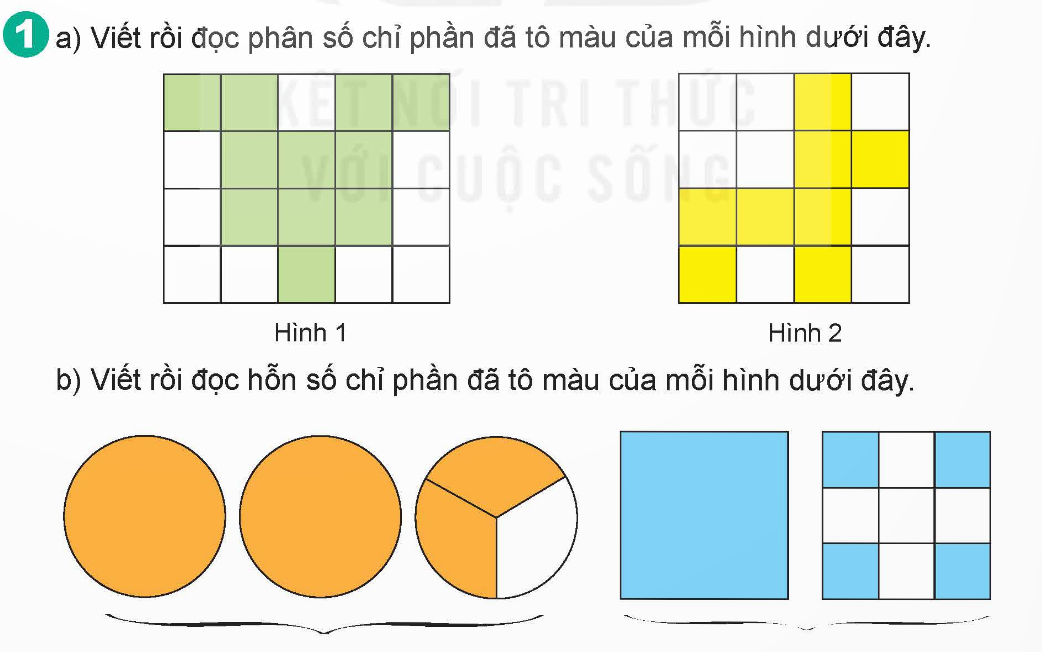 1 a) Viết rồi đọc phân số chỉ phần đã tô màu của mỗi hình dưới đây.
KẾT NỐI TRI THỨC
VỚI CUỘC SỐNG
Hình 1
Hình 2
b) Viết rồi đọc hỗn số chỉ phần đã tô màu của mỗi hình dưới đây.